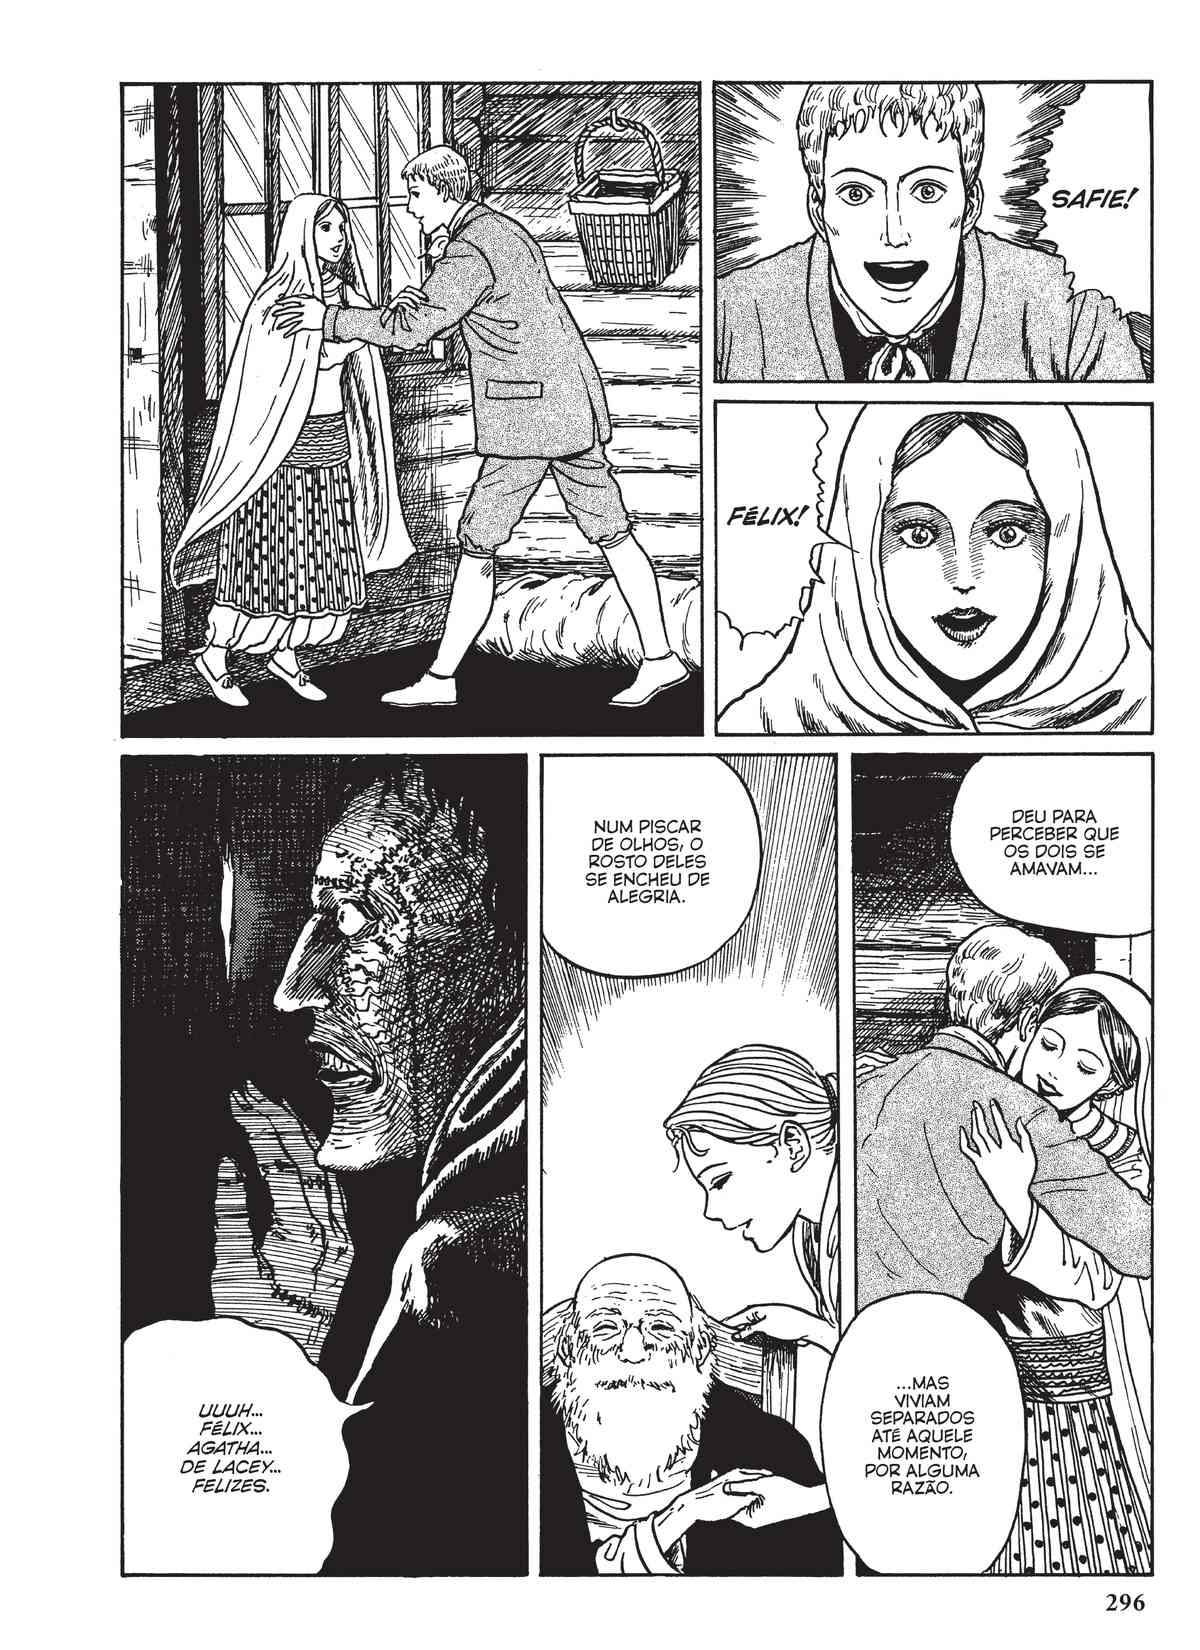 SAFIE!
FÉLIX!
DEU PARA
PERCEBER QUE
OS DOIS SE
AMAVAM...
...MAS
VIVIAM
SEPARADOS
ATÉ AQUELE
MOMENTO,
POR ALGUMA
RAZÃO.
NUM PISCAR
DE OLHOS, O
ROSTO DELES
SE ENCHEU DE
ALEGRIA.
UUUH...
FÉLIX...
AGATHA...
DE LACEY...
FELIZES.
296